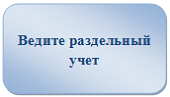 Ведите раздельный
учет